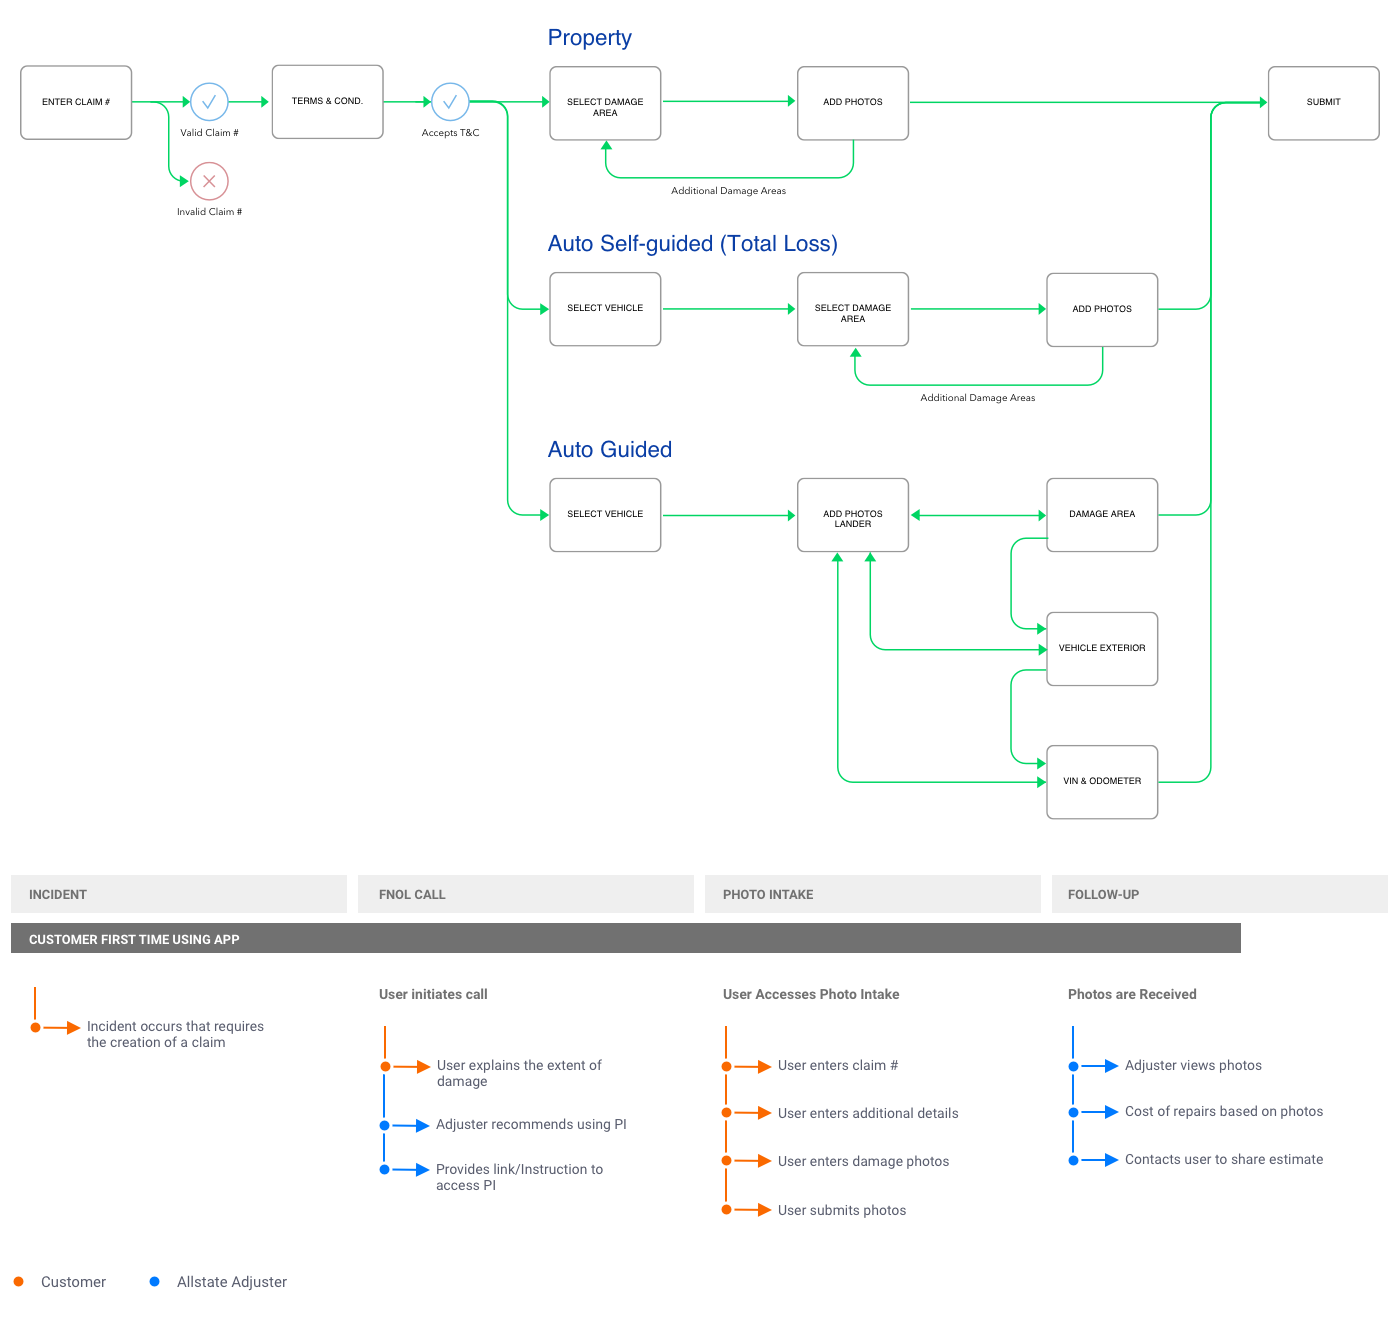 Property
ENTER CLAIM #
Valid Claim #
Invalid Claim #
TERMS & COND.
Accepts T&C
SELECT DAMAGE
AREA
ADD PHOTOS
Additional Damage Areas
SUBMIT
Auto Self-guided (Total Loss)
SELECT VEHICLE
SELECT DAMAGE
AREA
ADD PHOTOS
Additional Damage Areas
Auto Guided
SELECT VEHICLE
ADD PHOTOS
LANDER
DAMAGE AREA
VEHICLE EXTERIOR
VIN & ODOMETER
INCIDENT
FNOL CALL
PHOTO INTAKE
FOLLOW-UP
CUSTOMER FIRST TIME USING APP
Incident occurs that requires
the creation of a claim
User initiates call
User explains the extent of
damage
Adjuster recommends using PI
Provides link/Instruction to
access PI
User Accesses Photo Intake
User enters claim #
User enters additional details
User enters damage photos
User submits photos
Photos are Received
Adjuster views photos
Cost of repairs based on photos
Contacts user to share estimate
Customer
Allstate Adjuster